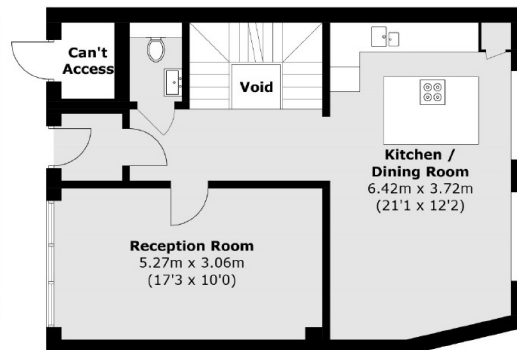 Can't
Access
Void
Kitchen /
Dining Room
6.42m x 3.72m
(21'1 x 12'2)
Reception Room
5.27m x 3.06m
(17'3 x 10'0)